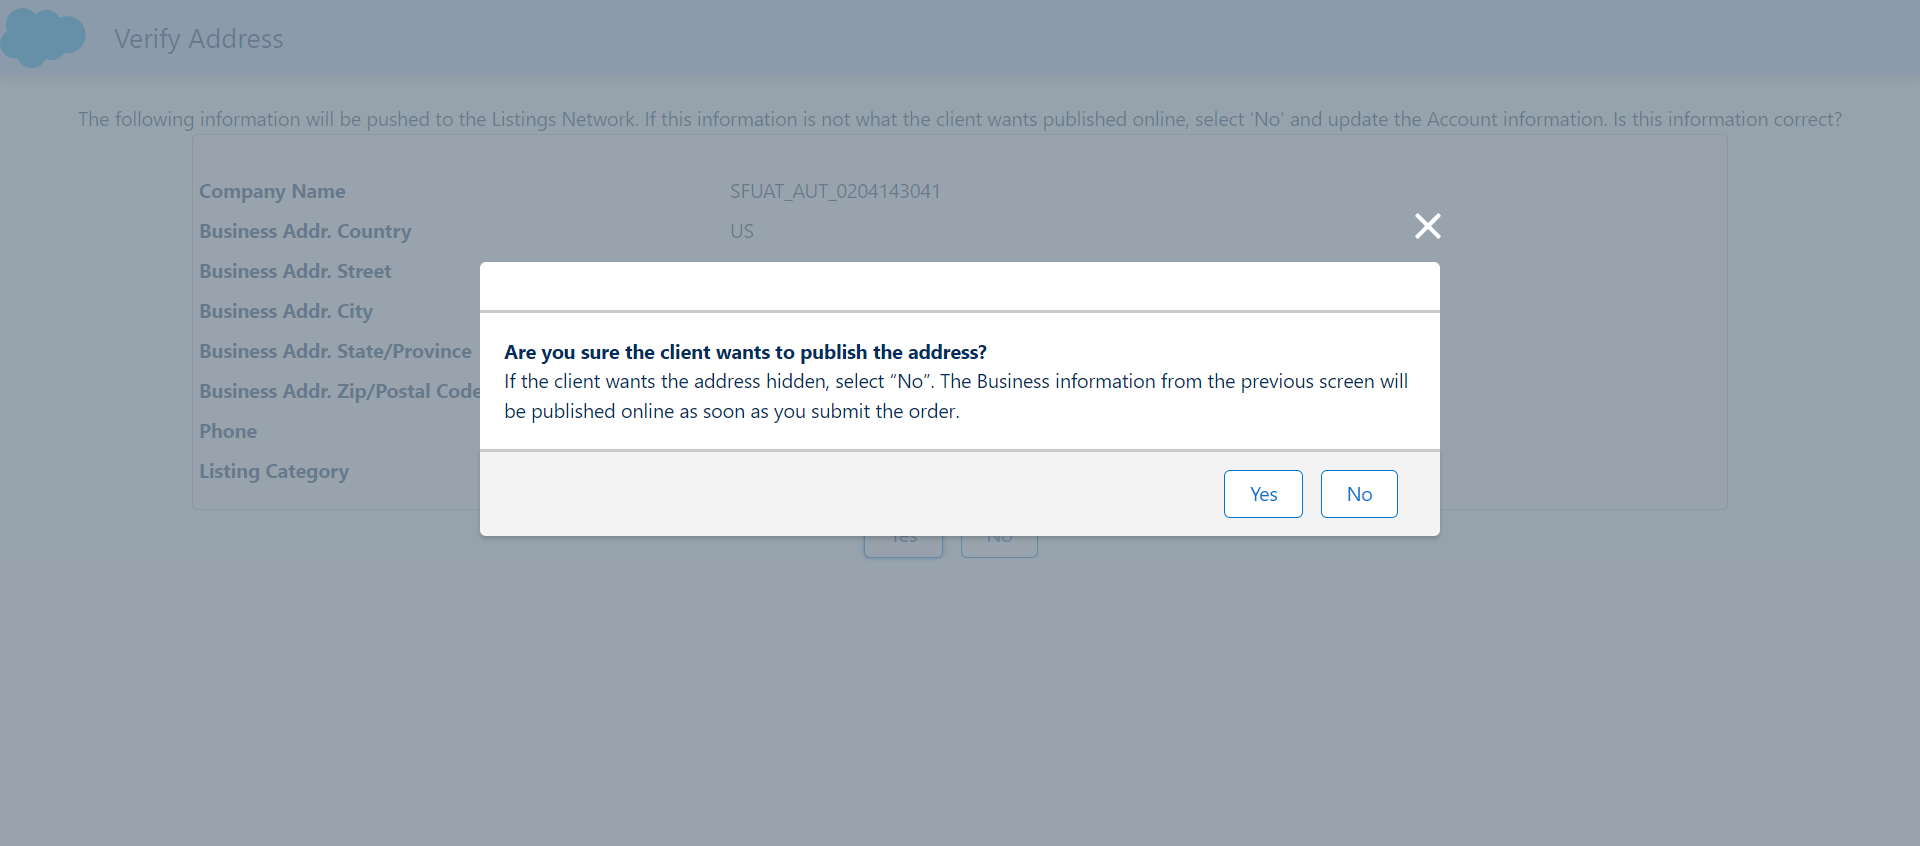 Verify Address
The following information will be pushed to the Listings Network. If this information is not what the client wants published online, select 'No' and update the Account information. Is this information correct?
Company Name SFUAT_AUT_0204143041
Business Addr. Country US
Business Addr. Street
Business Addr. City
Business Addr. State/Province
Business Addr. Zip/Postal Code
Phone
Listing Category
Are you sure the client wants to publish the address?
If the client wants the address hidden, select “No”. The Business information from the previous screen will
be published online as soon as you submit the order.
Yes No
Yes No